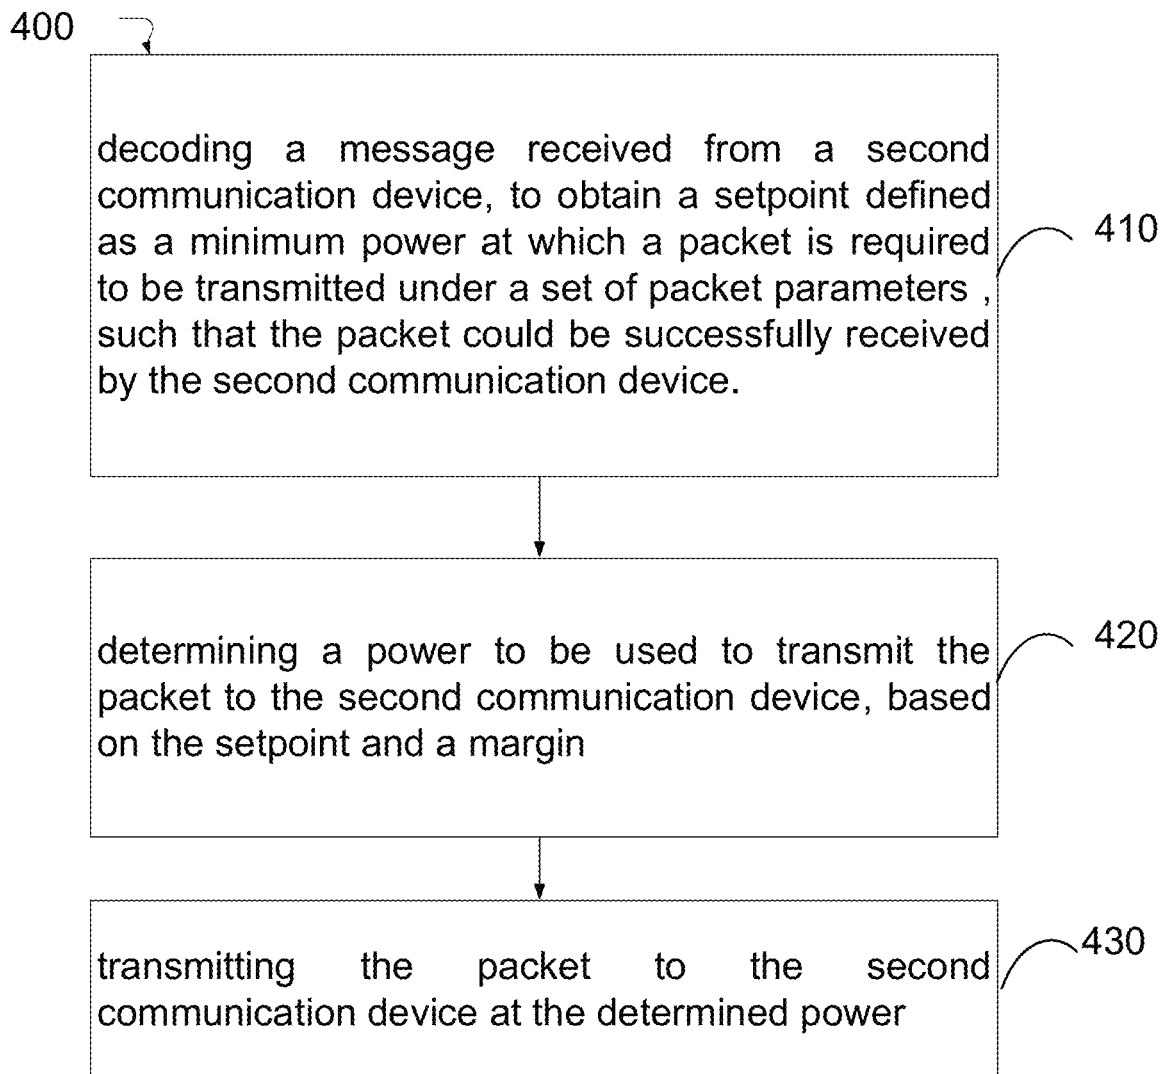 400
decoding a message received from a second
communication device, to obtain a setpoint defined
as a minimum power at which a packet is required
to be transmitted under a set of packet parameters ,
such that the packet could be successfully received
by the second communication device.
410
determining a power to be used to transmit the
packet to the second communication device, based
on the setpoint and a margin
420
transmitting the packet to the second
communication device at the determined power
430